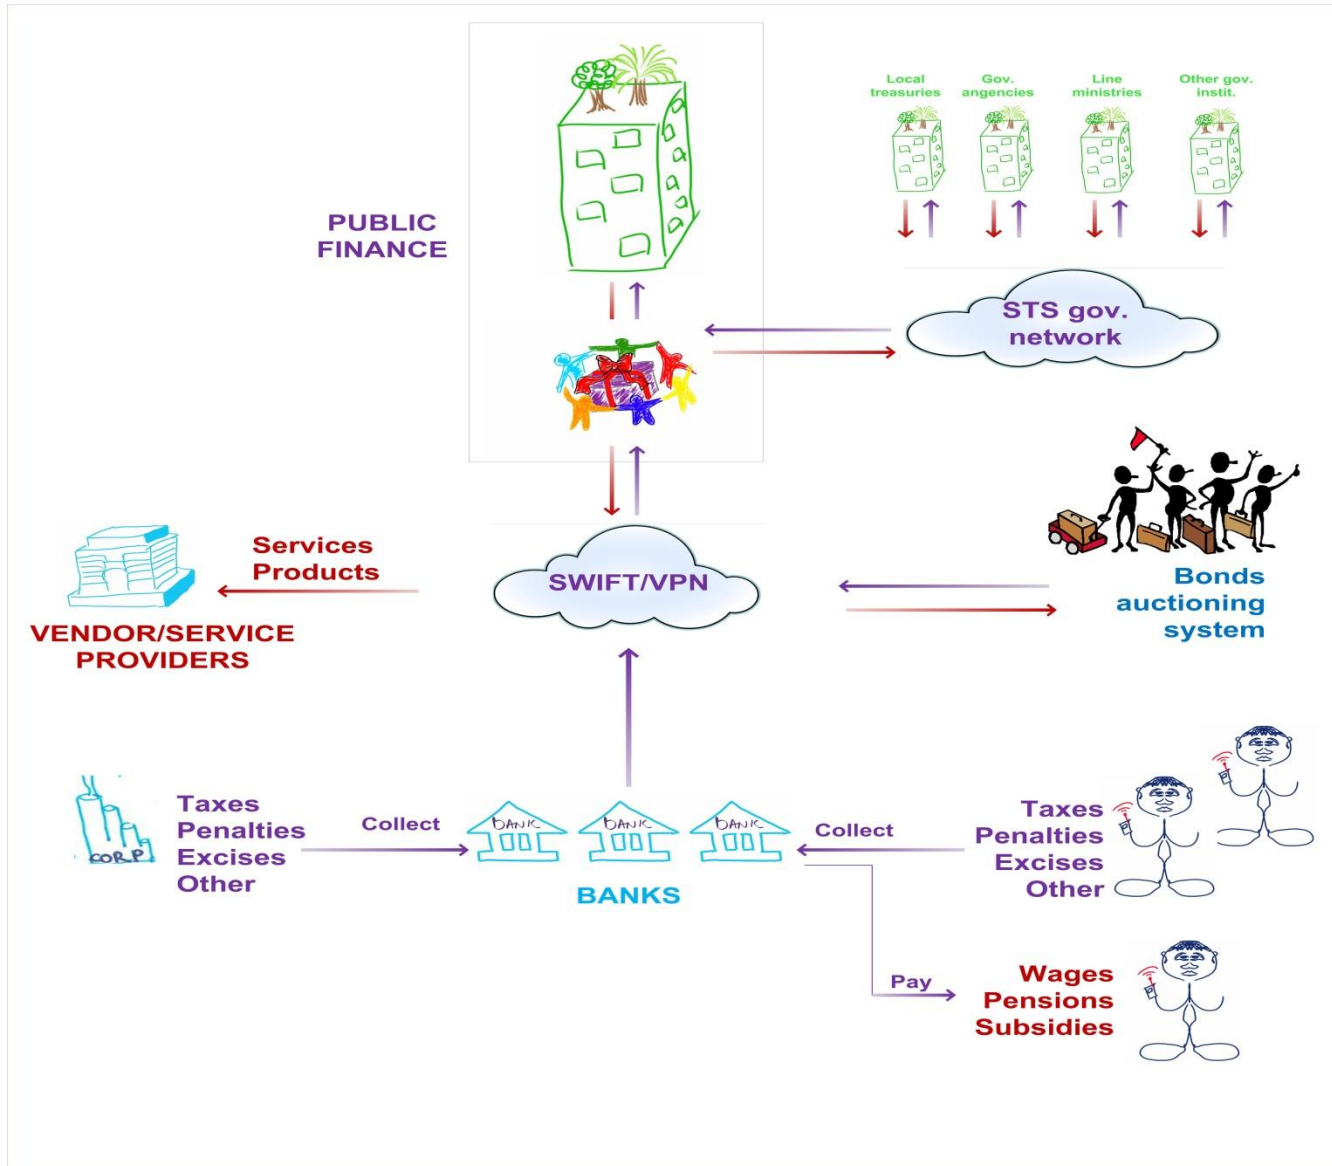 Local
treasuries
Gov.
angencies
Line
ministries
Other gov.
instit.
PUBLIC
FINANCE
STS gov.
network
Services
Products
SWIFT/VPN
VENDOR/SERVICE
PROVIDERS
Bonds
auctioning
system
CORP
Taxes
Penalties
Excises
Other
Collect
BANK
BANK
BANK
BANKS
Collect
Taxes
Penalties
Excises
Other
Pay
Wages
Pensions
Subsidies